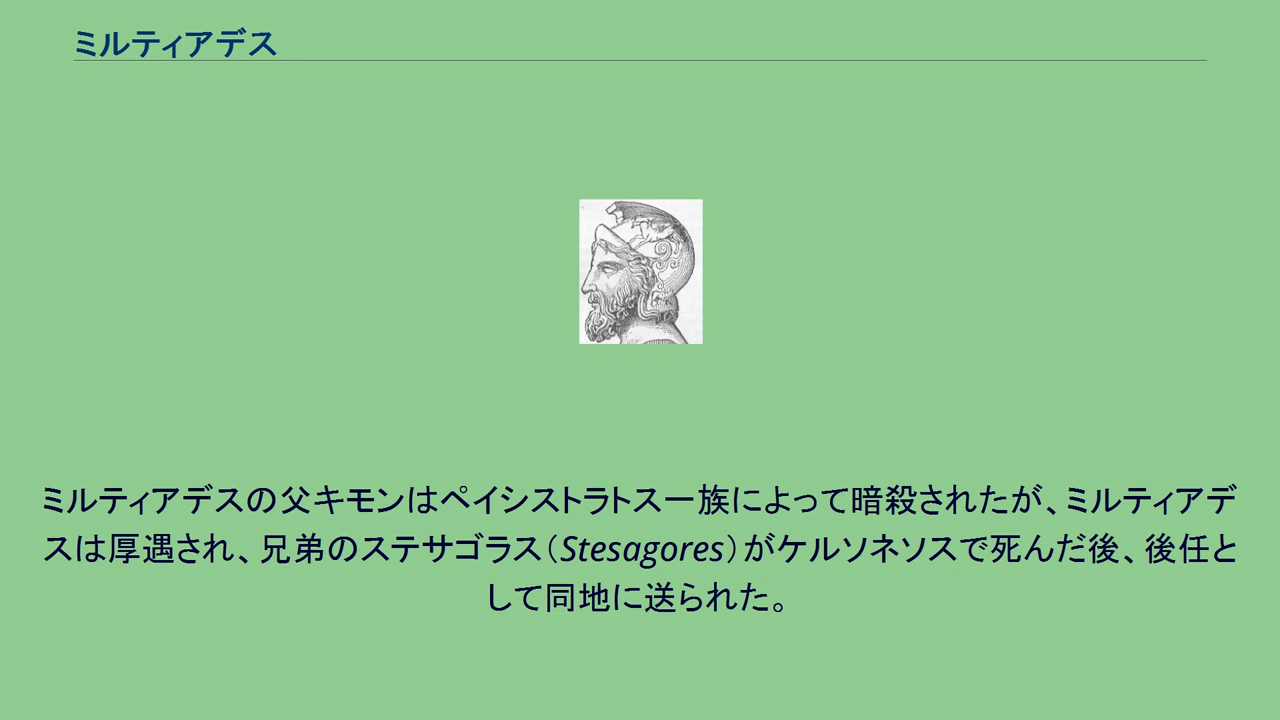 ミルティアデス
ミルティアデスの父キモンはペイシストラトス一族によって暗殺されたが、ミルティアデ
スは厚遇され、兄弟のステサゴラス（Stesagores）がケルソネソスで死んだ後、後任と
して同地に送られた。